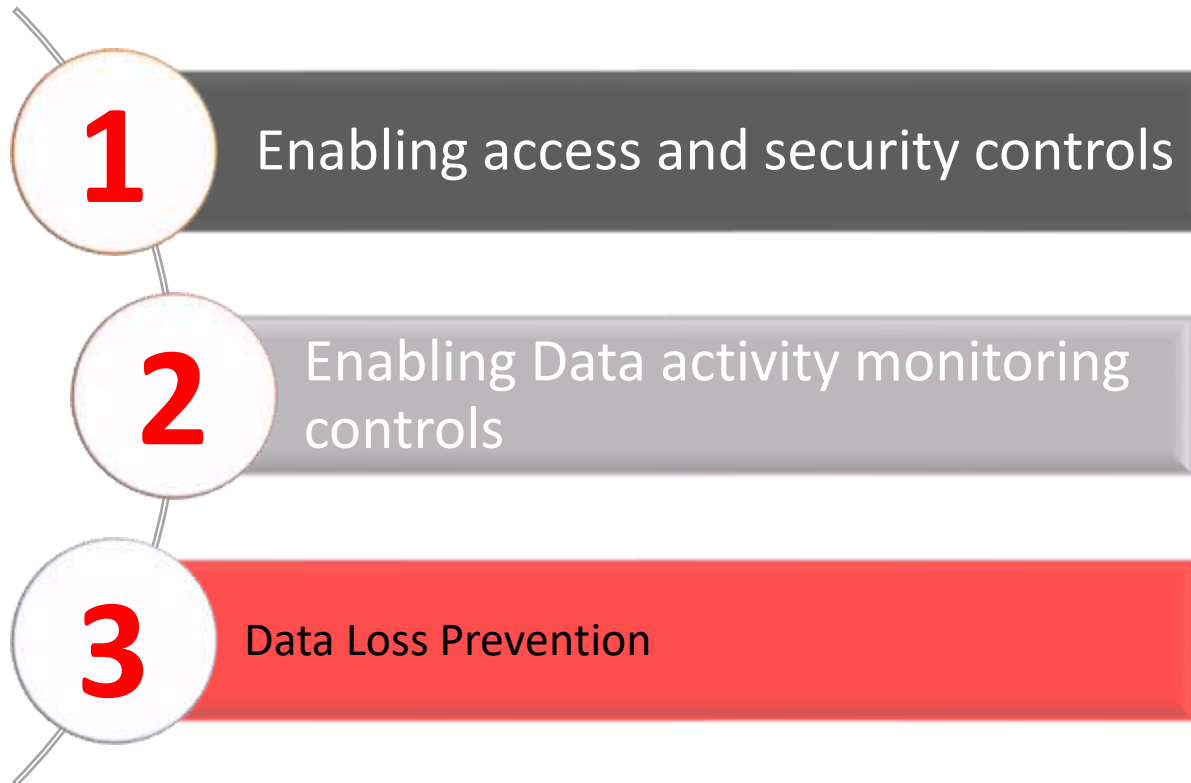 1
Enabling access and security controls
2
Enabling Data activity monitoring
controls
3
Data Loss Prevention